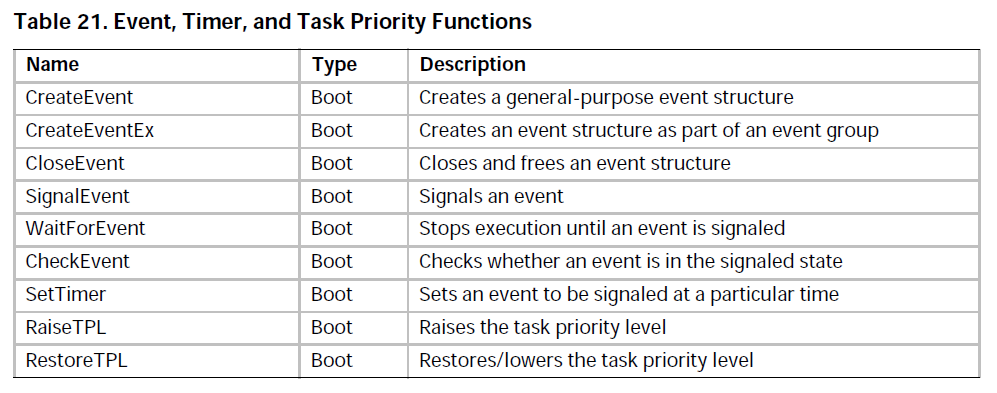 Table 21. Event, Timer, and Task Priority Functions
Name Type Description
CreateEvent Boot Creates a general-purpose event structure
CreateEventEx Boot Creates an event structure as part of an event group
CloseEvent Boot Closes and frees an event structure
SignalEvent Boot Signals an event
WaitForEvent Boot Stops execution until an event is signaled
CheckEvent Boot Checks whether an event is in the signaled state
SetTimer Boot Sets an event to be signaled at a particular time
RaiseTPL Boot Raises the task priority level
RestoreTPL Boot Restores/lowers the task priority level